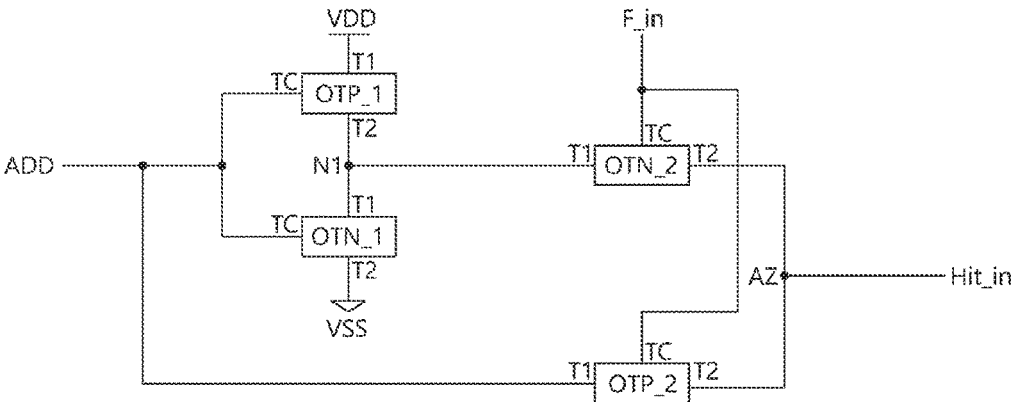 VDD
F_in
T1
TC
OTP_1
T2
TC
ADD
N1
T1
OTN_2
T2
T1
TC
OTN_1
T2
AZ
Hit_in
VSS
TC
T1
OTP_2
T2